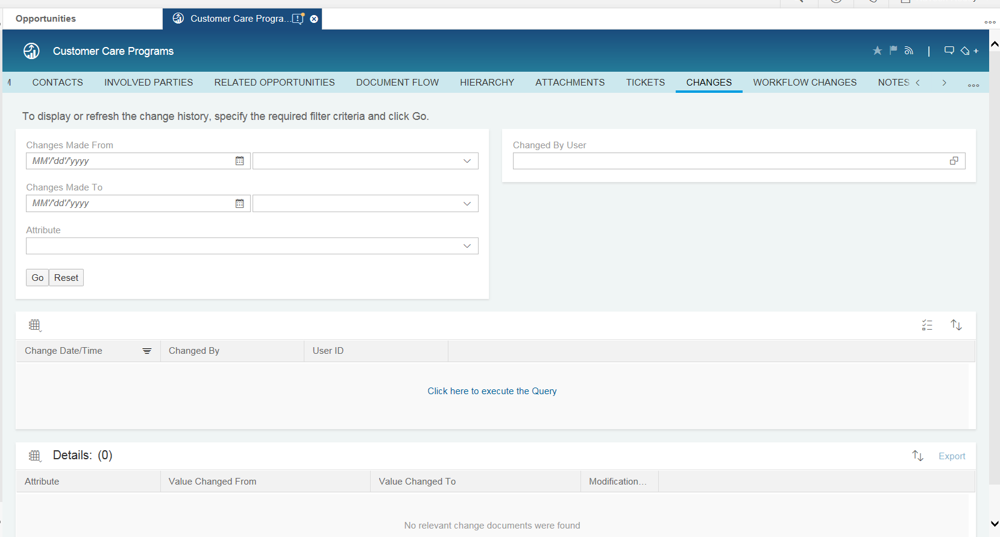 Opportunities
Customer Care Progra...
Customer Care Programs
CONTACTS INVOLVED PARTIES RELATED OPPORTUNITIES DOCUMENT FLOW HIERARCHY ATTACHMENTS TICKETS CHANGES WORKFLOW CHANGES NOTES
To display or refresh the change history, specify the required filter criteria and click Go.
Changes Made From
MM'/'dd'/'yyyy
Changes Made To
MM'/'dd'/'yyyy
Attribute
Go Reset
Changed By User
Change Date/Time Changed By User ID
Click here to execute the Query
Details: (0) Export
Attribute Value Changed From Value Changed To Modification...
No relevant change documents were found